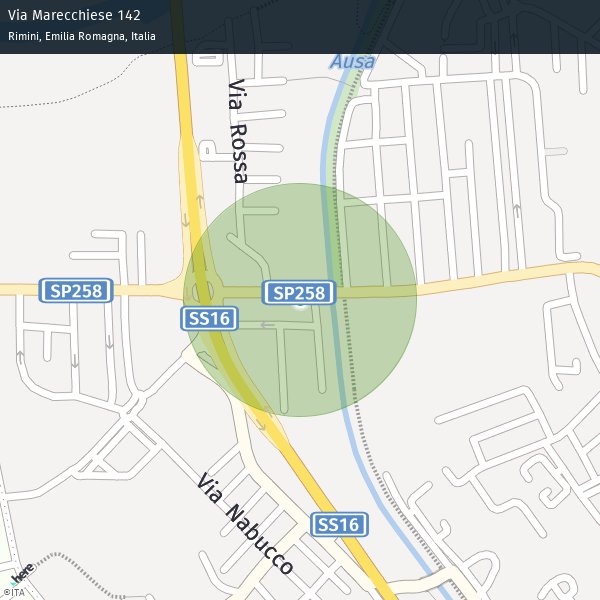 Via Marecchiese 142
Rimini, Emilia Romagna, Italia
Ausa
Via Rossa
SP258
SP258
SS16
Via Nabucco
SS16
here
©ITA